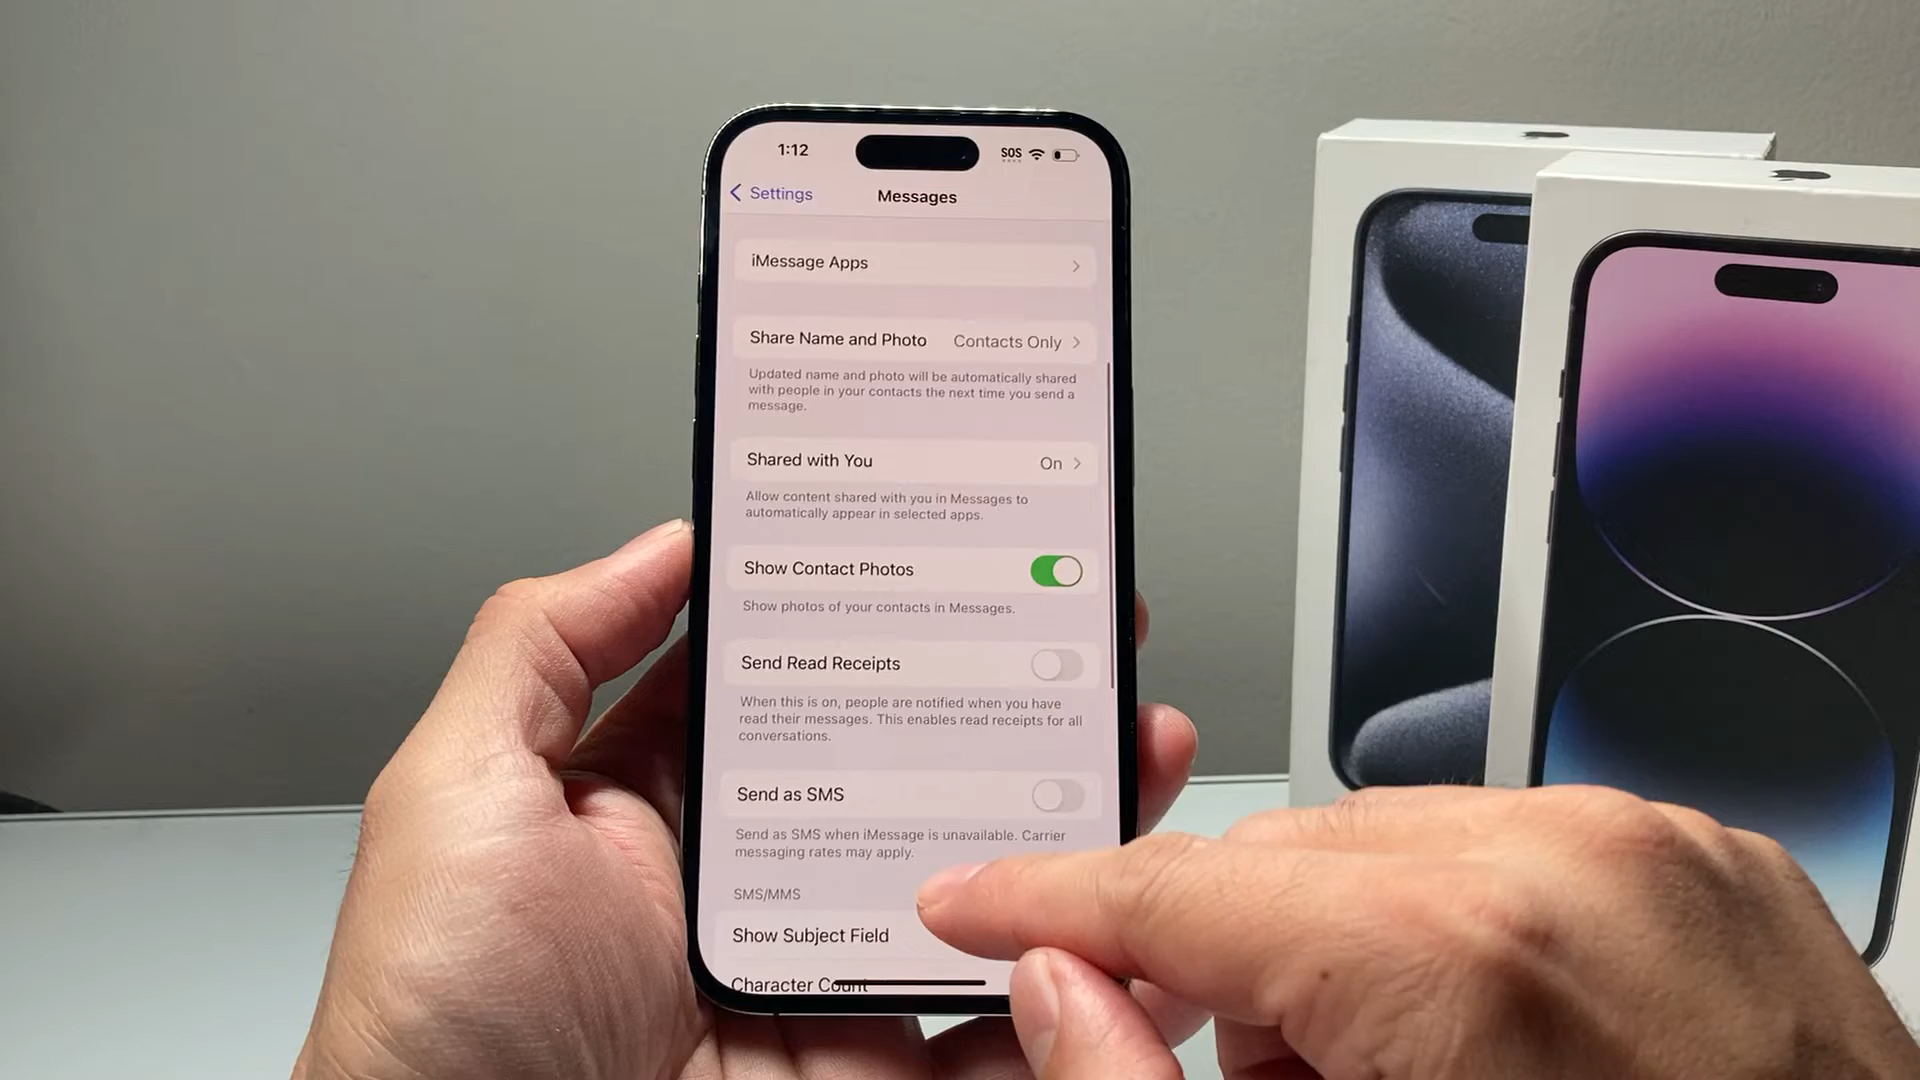 1:12
SOS
Settings
Messages
iMessage Apps
Share Name and Photo Contacts Only
Updated name and photo will be automatically shared
with people in your contacts the next time you send a
message.
Shared with You On
Allow content shared with you in Messages to
automatically appear in selected apps.
Show Contact Photos
Show photos of your contacts in Messages.
Send Read Receipts
When this is on, people are notified when you have
read their messages. This enables read receipts for all
conversations.
Send as SMS
Send as SMS when iMessage is unavailable. Carrier
messaging rates may apply.
SMS/MMS
Show Subject Field
Character Count